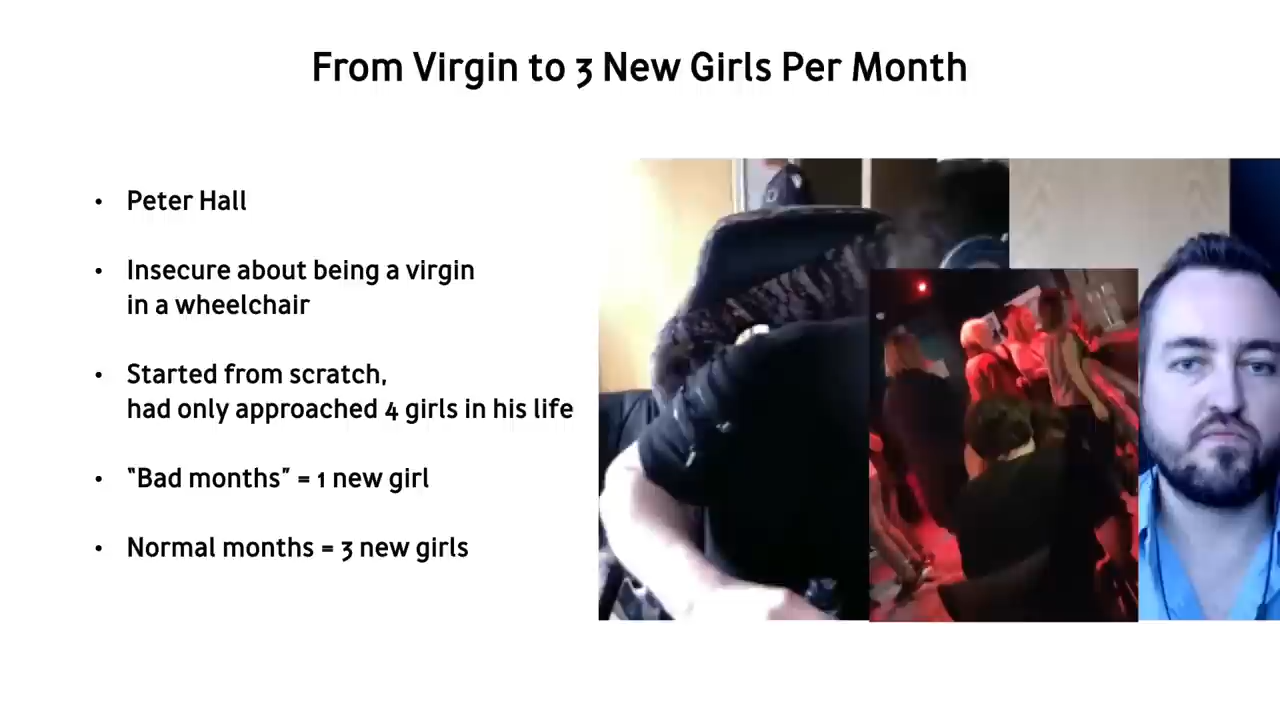 From Virgin to 3 New Girls Per Month
• Peter Hall
• Insecure about being a virgin
in a wheelchair
• Started from scratch,
had only approached 4 girls in his life
• “Bad months” = 1 new girl
• Normal months = 3 new girls